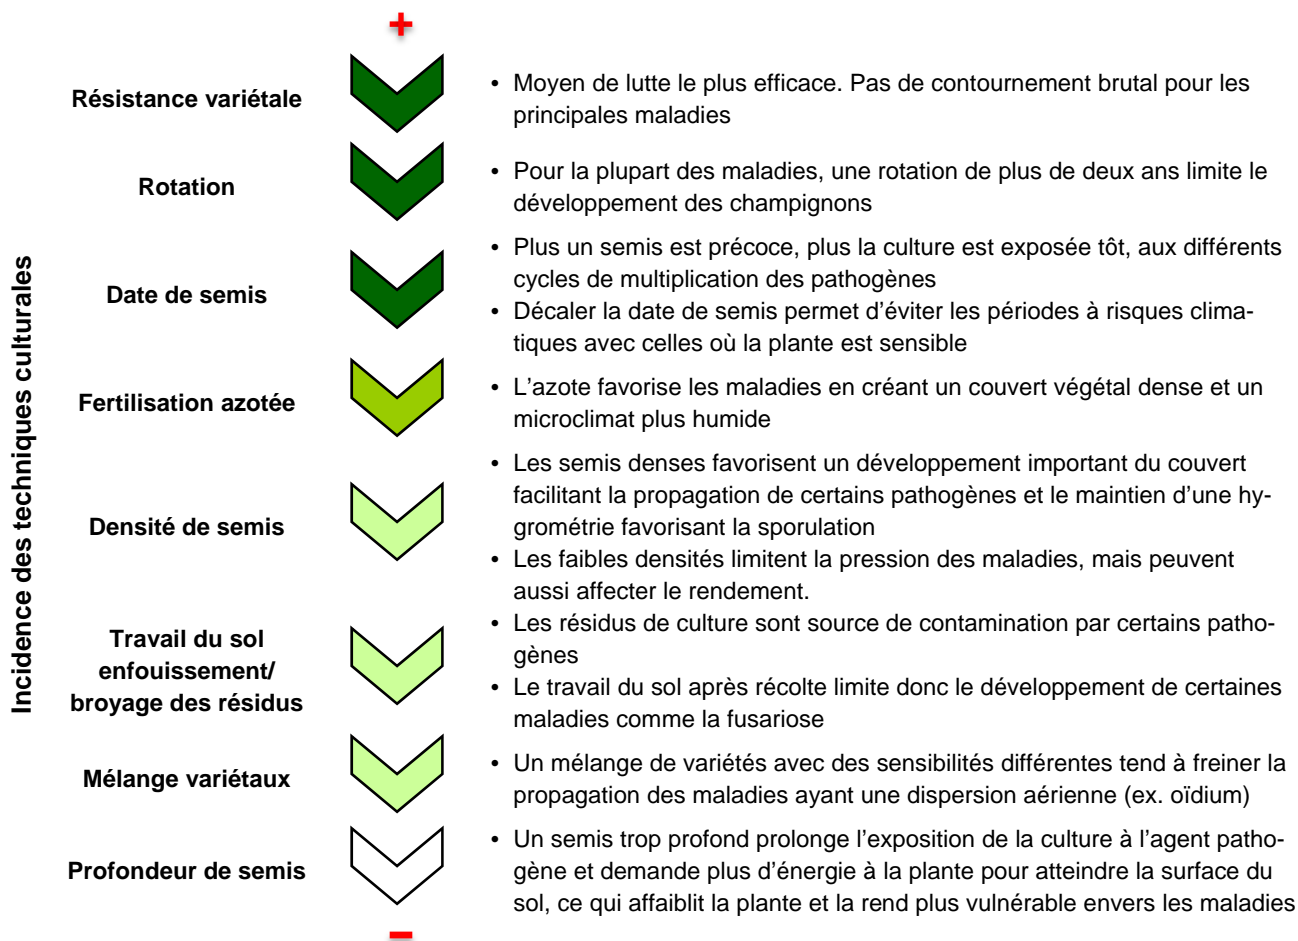 +
Incidence des techniques culturales
Résistance variétale
• Moyen de lutte le plus efficace. Pas de contournement brutal pour les
principales maladies
Rotation
• Pour la plupart des maladies, une rotation de plus de deux ans limite le
développement des champignons
Date de semis
• Plus un semis est précoce, plus la culture est exposée tôt, aux différents
cycles de multiplication des pathogènes
• Décaler la date de semis permet d'éviter les périodes à risques clima-
tiques avec celles où la plante est sensible
Fertilisation azotée
• L'azote favorise les maladies en créant un couvert végétal dense et un
microclimat plus humide
Densité de semis
• Les semis denses favorisent un développement important du couvert
facilitant la propagation de certains pathogènes et le maintien d'une hy-
grométrie favorisant la sporulation
• Les faibles densités limitent la pression des maladies, mais peuvent
aussi affecter le rendement.
Travail du sol
enfouissement/
broyage des résidus
• Les résidus de culture sont source de contamination par certains patho-
gènes
• Le travail du sol après récolte limite donc le développement de certaines
maladies comme la fusariose
Mélange variétaux
• Un mélange de variétés avec des sensibilités différentes tend à freiner la
propagation des maladies ayant une dispersion aérienne (ex. oïdium)
Profondeur de semis
• Un semis trop profond prolonge l'exposition de la culture à l'agent patho-
gène et demande plus d'énergie à la plante pour atteindre la surface du
sol, ce qui affaiblit la plante et la rend plus vulnérable envers les maladies
–